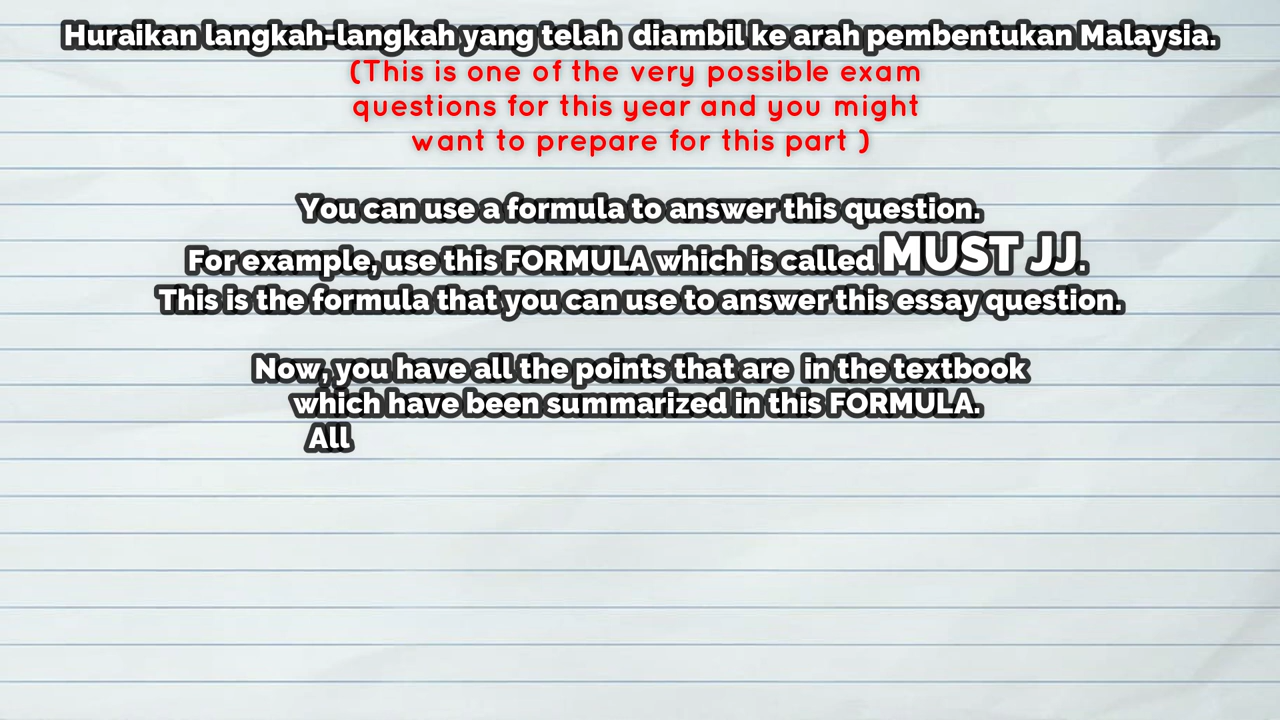 Huraikan langkah-langkah yang telah diambil ke arah pembentukan Malaysia.
(This is one of the very possible exam
questions for this year and you might
want to prepare for this part )
You can use a formula to answer this question.
For example, use this FORMULA which is called MUST JJ.
This is the formula that you can use to answer this essay question.
Now, you have all the points that are in the textbook
which have been summarized in this FORMULA.
All